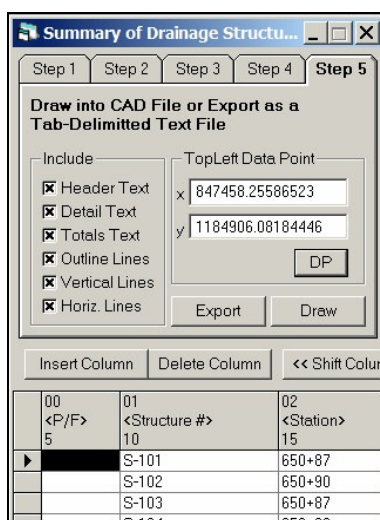 Summary of Drainage Structu...
Step 1 Step 2 Step 3 Step 4 Step 5
Draw into CAD File or Export as a
Tab-Delimitted Text File
Include
Header Text
Detail Text
Totals Text
Outline Lines
Vertical Lines
Horiz. Lines
TopLeft Data Point
x 847458.25586523
y 1184906.08184446
DP
Export Draw
Insert Column Delete Column << Shift Colu
00 01 02
<P/F> <Structure #> <Station>
5 10 15
S-101 650+87
S-102 650+90
S-103 650+87